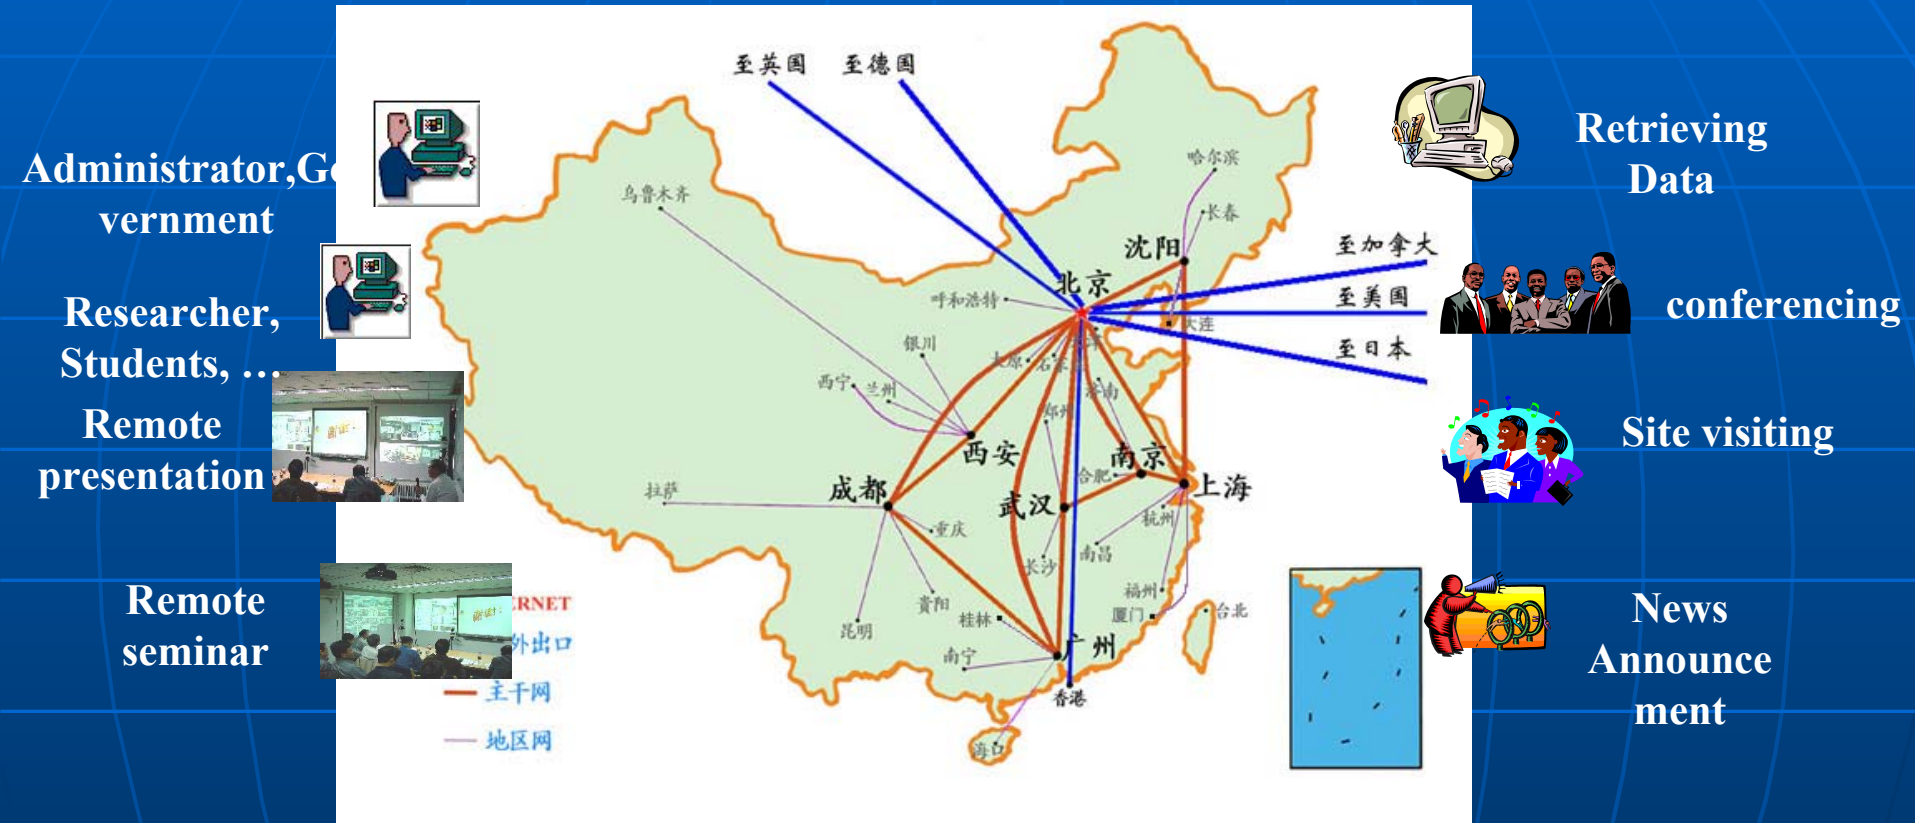 Administrator,Go
vernment
Researcher,
Students, …
Remote
presentation
Remote
seminar
至英国
至德国
哈尔滨
乌鲁木齐
长春
沈阳
至加拿大
北京
呼和浩特
至美国
大连
银川
至日本
太原
石家
西宁
兰州
济南
郑州
西安
南京
合肥
成都
拉萨
武汉
上海
杭州
重庆
南昌
长沙
福州
贵阳
厦门
台北
桂林
昆明
广州
南宁
香港
海口
ERNET
外出口
主干网
地区网
Retrieving
Data
conferencing
Site visiting
News
Announce
ment